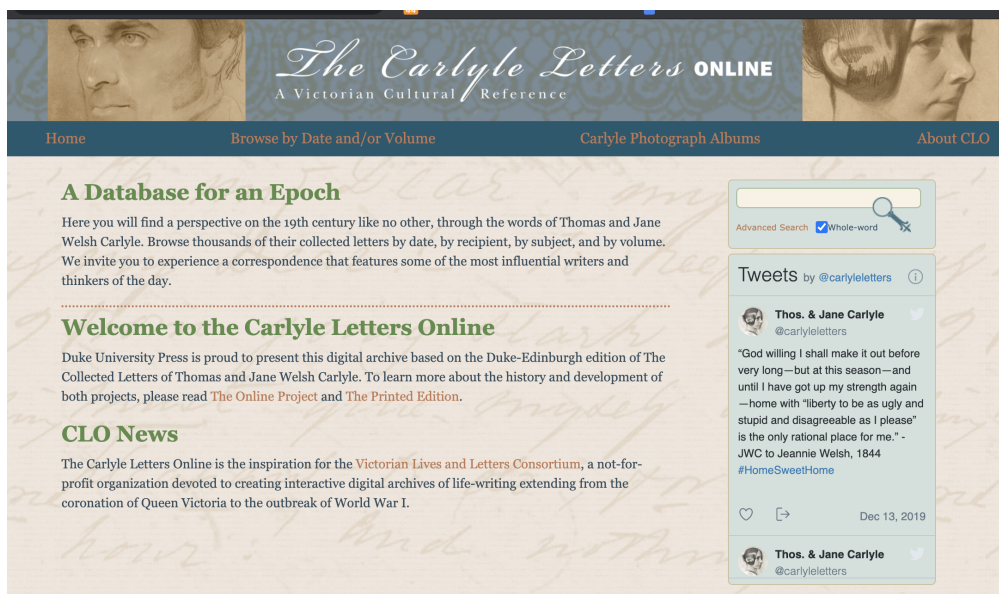 The Carlyle Letters ONLINE
A Victorian Cultural Reference
Home
Browse by Date and/or Volume
Carlyle Photograph Albums
About CLO
A Database for an Epoch
Here you will find a perspective on the 19th century like no other, through the words of Thomas and Jane
Welsh Carlyle. Browse thousands of their collected letters by date, by recipient, by subject, and by volume.
We invite you to experience a correspondence that features some of the most influential writers and
thinkers of the day.
Welcome to the Carlyle Letters Online
Duke University Press is proud to present this digital archive based on the Duke-Edinburgh edition of The
Collected Letters of Thomas and Jane Welsh Carlyle. To learn more about the history and development of
both projects, please read The Online Project and The Printed Edition.
CLO News
The Carlyle Letters Online is the inspiration for the Victorian Lives and Letters Consortium, a not-for-
profit organization devoted to creating interactive digital archives of life-writing extending from the
coronation of Queen Victoria to the outbreak of World War I.
Advanced Search Whole-word
Tweets by @carlyleletters
Thos. & Jane Carlyle
@carlyleletters
“God willing I shall make it out before
very long—but at this season—and
until I have got up my strength again
—home with “liberty to be as ugly and
stupid and disagreeable as I please”
is the only rational place for me.” -
JWC to Jeannie Welsh, 1844
#HomeSweetHome
Dec 13, 2019
Thos. & Jane Carlyle
@carlyleletters